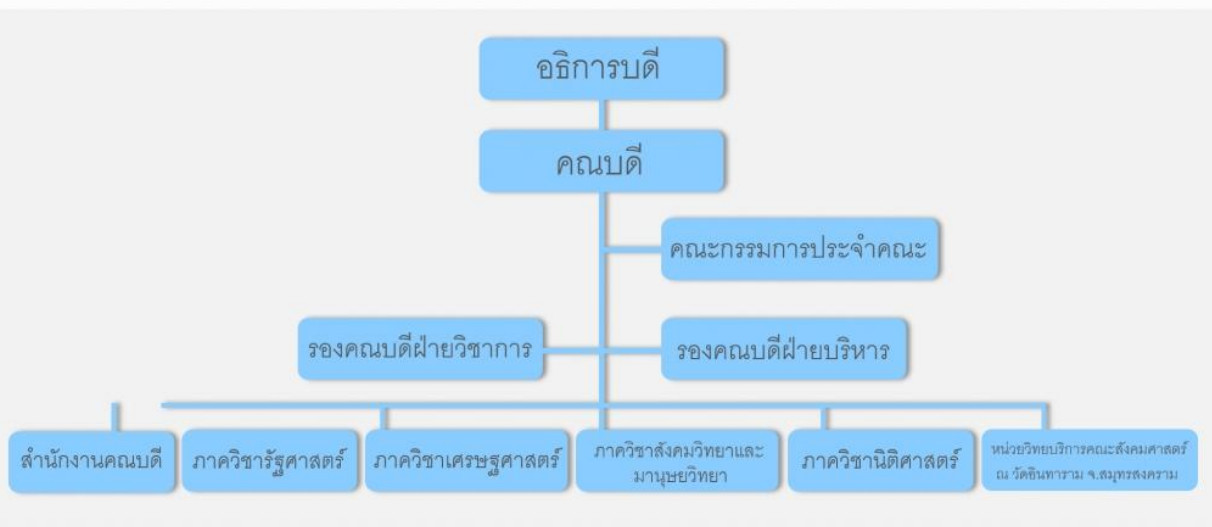 อธิการบดี
คณบดี
คณะกรรมการประจำคณะ
รองคณบดีฝ่ายวิชาการ
รองคณบดีฝ่ายบริหาร
สำนักงานคณบดี
ภาควิชารัฐศาสตร์
ภาควิชาเศรษฐศาสตร์
ภาควิชาสังคมวิทยาและ
มานุษยวิทยา
ภาควิชานิติศาสตร์
หน่วยวิทยบริการคณะสังคมศาสตร์
ณ วัดอินทาราม จ.สมุทรสงคราม